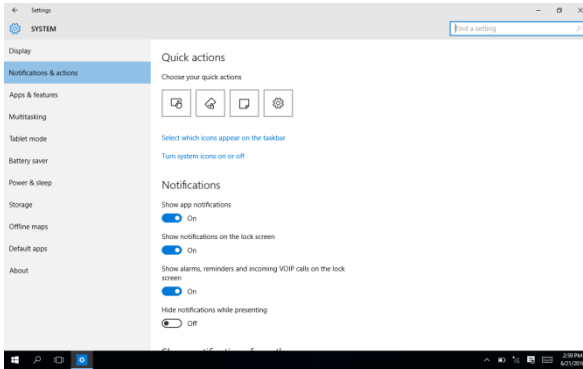 Settings
SYSTEM
Find a setting
Display
Notifications & actions
Apps & features
Multitasking
Tablet mode
Battery saver
Power & sleep
Storage
Offline maps
Default apps
About
Quick actions
Choose your quick actions
Select which icons appear on the taskbar
Turn system icons on or off
Notifications
Show app notifications
On
Show notifications on the lock screen
On
Show alarms, reminders and incoming VOIP calls on the lock
screen
On
Hide notifications while presenting
Off
2:59 PM